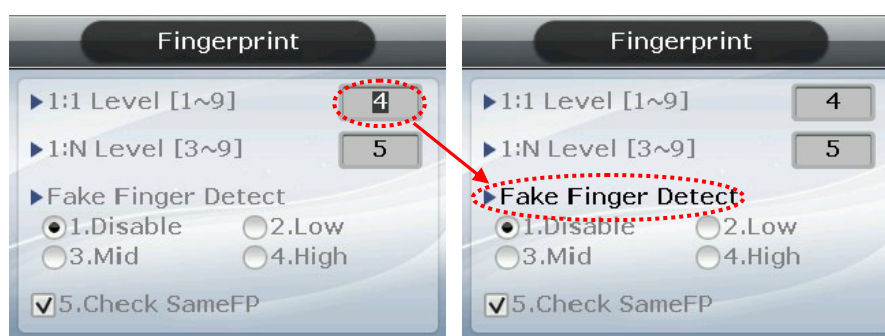 Fingerprint
1:1 Level [1~9] 4
1:N Level [3~9] 5
Fake Finger Detect
1.Disable 2.Low
3.Mid 4.High
5.Check SameFP
Fingerprint
1:1 Level [1~9] 4
1:N Level [3~9] 5
Fake Finger Detect
1.Disable 2.Low
3.Mid 4.High
5.Check SameFP